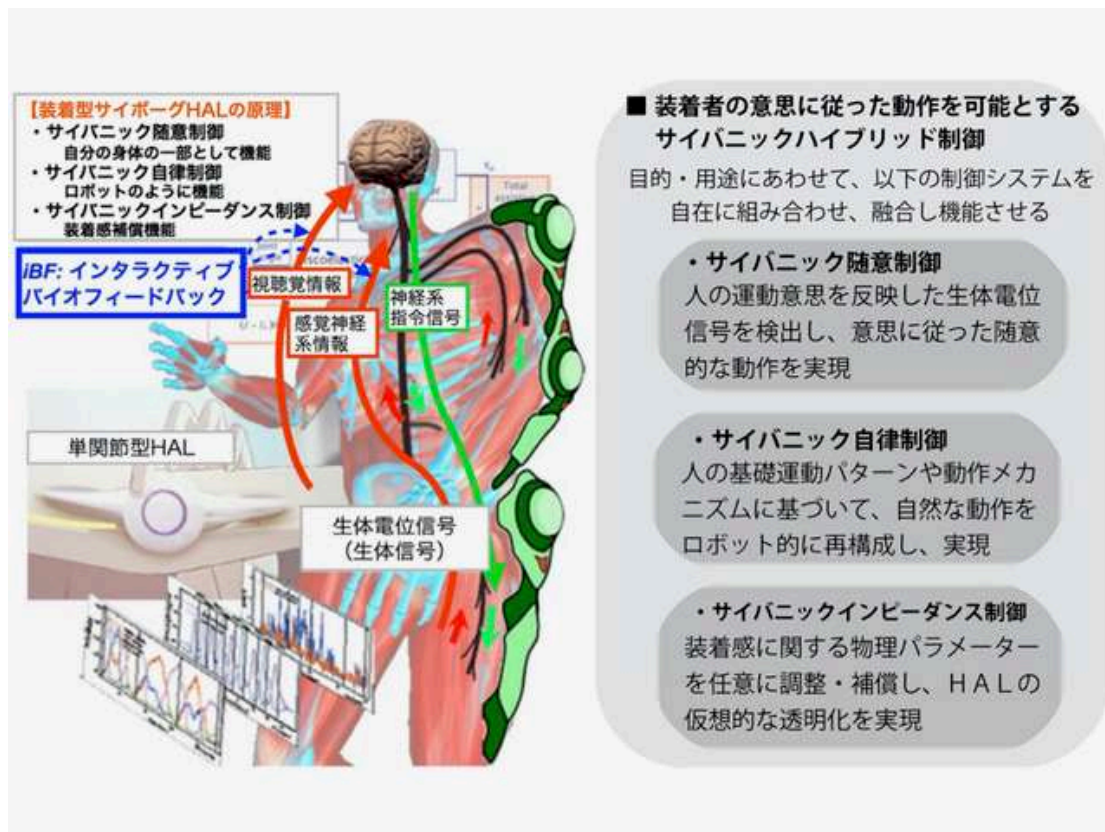 【装着型サイボーグHALの原理】
・サイバニック随意制御
自分の身体の一部として機能
・サイバニック自律制御
ロボットのように機能
・サイバニックインピーダンス制御
装着感補償機能
iBF: インタラクティブ
バイオフィードバック
視聴覚情報
感覚神経
系情報
神経系
指令信号
Total
単関節型HAL
生体電位信号
(生体信号)
■ 装着者の意思に従った動作を可能とする
サイバニックハイブリッド制御
目的・用途にあわせて、以下の制御システムを
自在に組み合わせ、融合し機能させる
・サイバニック随意制御
人の運動意思を反映した生体電位
信号を検出し、意思に従った随意
的な動作を実現
・サイバニック自律制御
人の基礎運動パターンや動作メカ
ニズムに基づいて、自然な動作を
ロボット的に再構成し、実現
・サイバニックインピーダンス制御
装着感に関する物理パラメーター
を任意に調整・補償し、ＨＡＬの
仮想的な透明化を実現